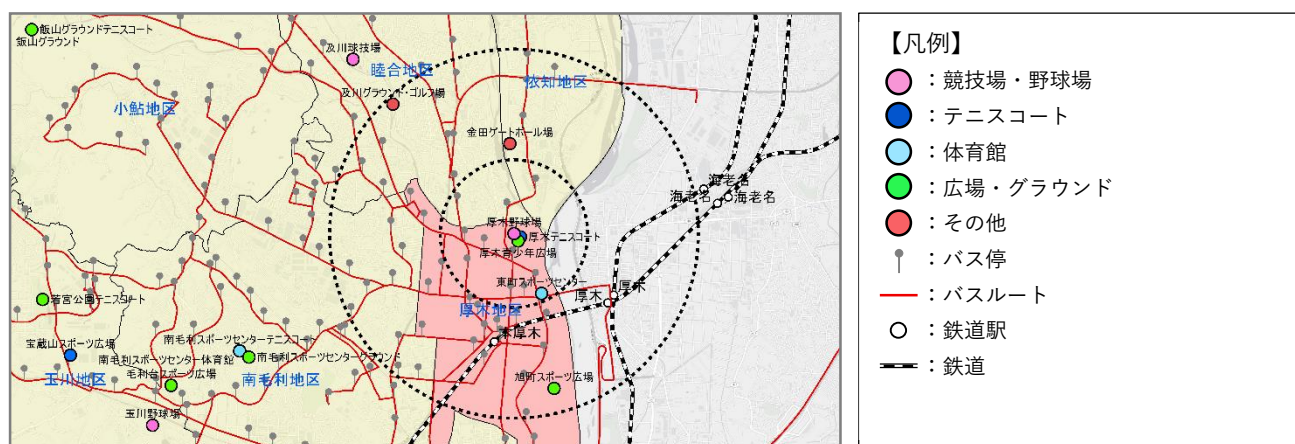 飯山グラウンドテニスコート
飯山グラウンド
及川球技場
睦合地区
依知地区
及川グラウンド・ゴルフ場
小鮎地区
金田ゲートボール場
海老名
海老名
海老名
厚木野球場
厚木テニスコート
厚木青少年広場
東町スポーツセンター
厚木
厚木
若宮公園テニスコート
厚木地区
本厚木
宝蔵山スポーツ広場
南毛利スポーツセンターテニスコート
南毛利スポーツセンター体育館
南毛利スポーツセンターグラウンド
毛利台スポーツ広場
玉川地区
南毛利地区
旭町スポーツ広場
玉川野球場
【凡例】
：競技場・野球場
：テニスコート
：体育館
：広場・グラウンド
：その他
：バス停
：バスルート
：鉄道駅
：鉄道